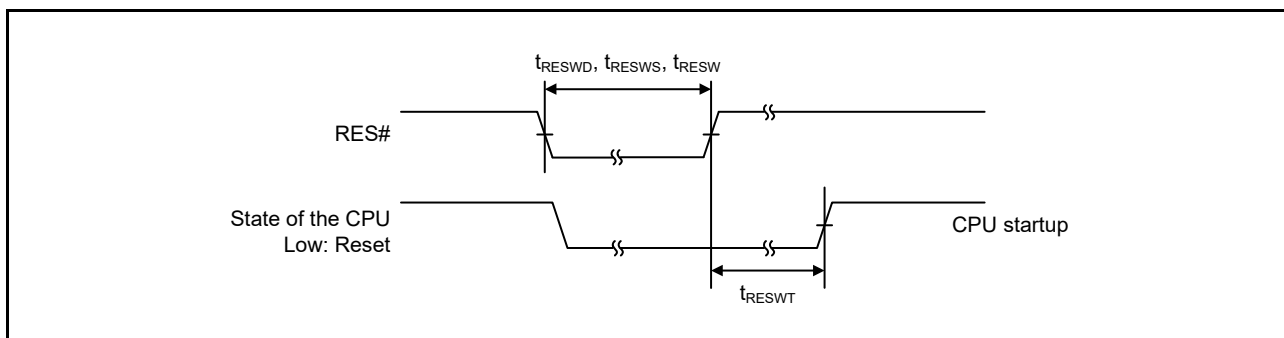 tRESWD, tRESWS, tRESW
RES#
State of the CPU
Low: Reset
CPU startup
tRESWT